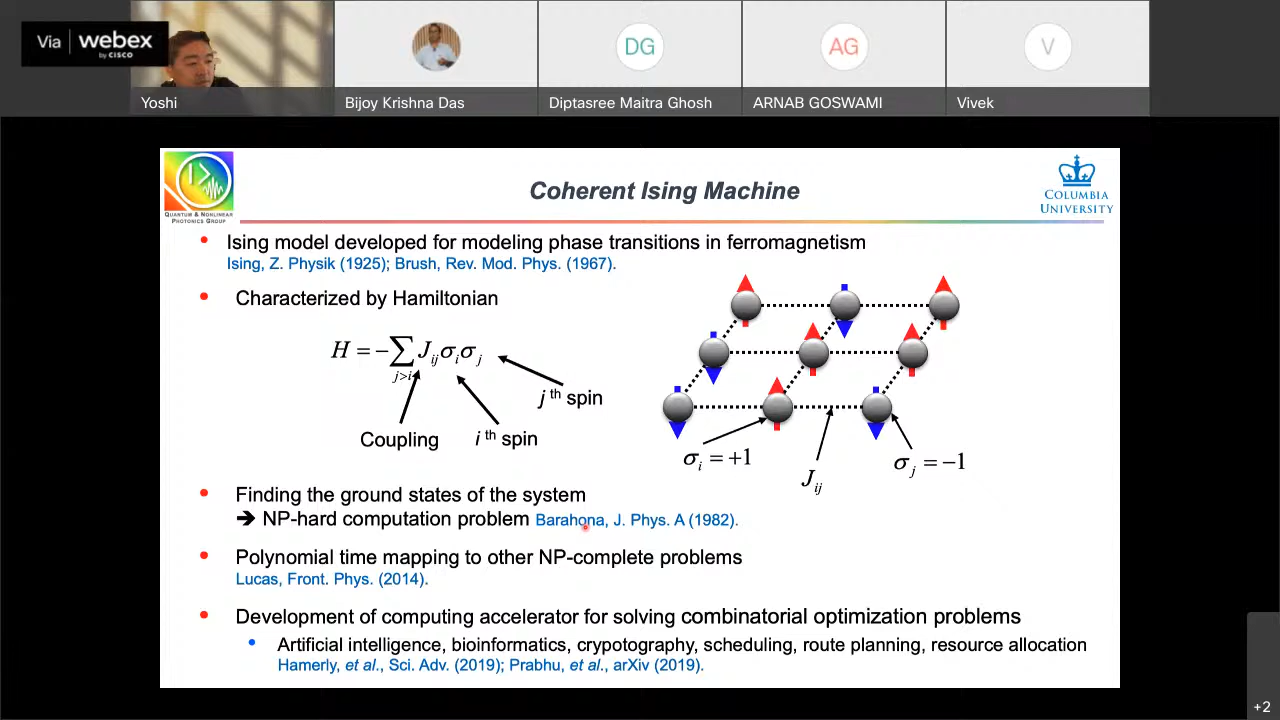 Via webex
by CISCO
Yoshi
Bijoy Krishna Das
DG
Diptasree Maitra Ghosh
AG
ARNAB GOSWAMI
V
Vivek
QUANTUM & NONLINEAR
PHOTONICS GROUP
Coherent Ising Machine
COLUMBIA
UNIVERSITY
• Ising model developed for modeling phase transitions in ferromagnetism
Ising, Z. Physik (1925); Brush, Rev. Mod. Phys. (1967).
• Characterized by Hamiltonian
H = −∑ J_ij σ_i σ_j
j>i
j th spin
Coupling
i th spin
σ_i = +1
J_ij
σ_j = −1
• Finding the ground states of the system
➔ NP-hard computation problem Barahona, J. Phys. A (1982).
• Polynomial time mapping to other NP-complete problems
Lucas, Front. Phys. (2014).
• Development of computing accelerator for solving combinatorial optimization problems
• Artificial intelligence, bioinformatics, crypotography, scheduling, route planning, resource allocation
Hamerly, et al., Sci. Adv. (2019); Prabhu, et al., arXiv (2019).
+2